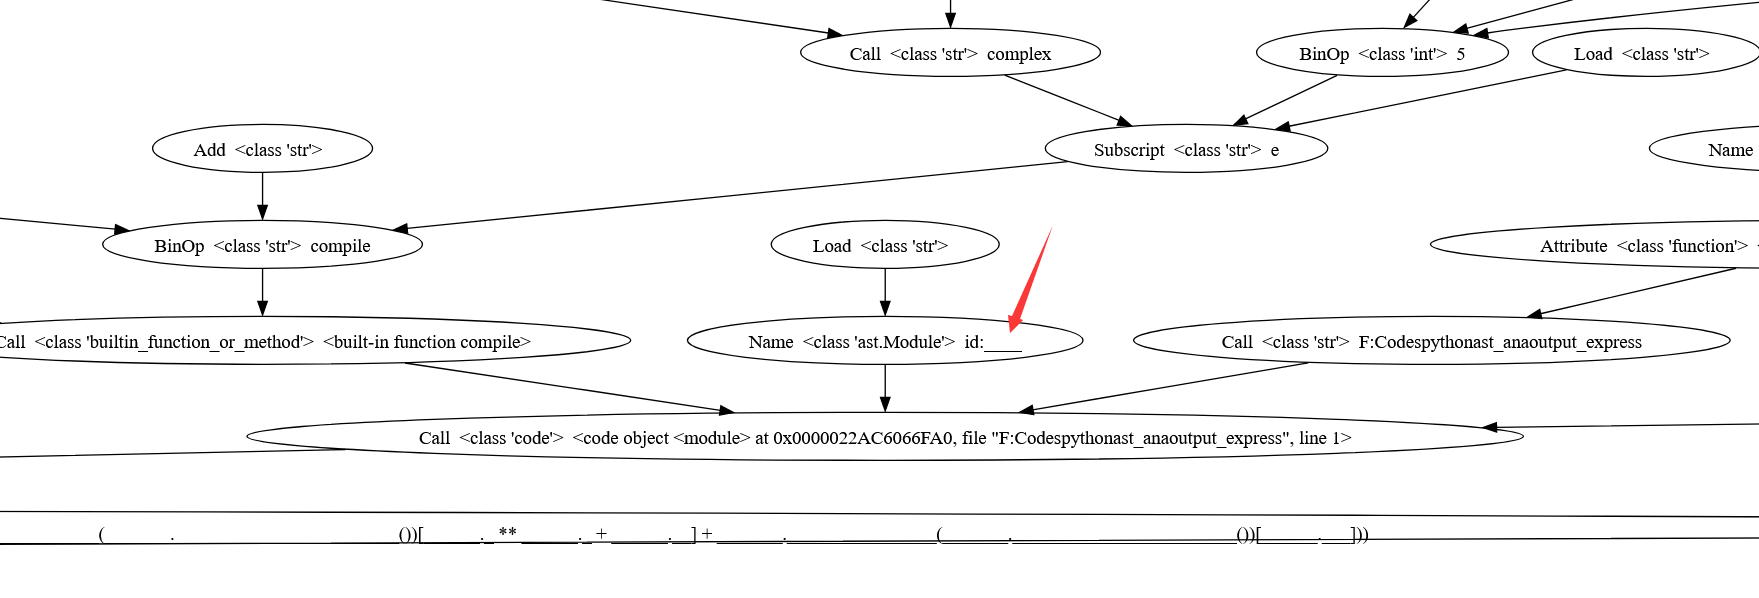 Call <class 'str'> complex
BinOp <class 'int'> 5
Load <class 'str'>
Add <class 'str'>
Subscript <class 'str'> e
Name
BinOp <class 'str'> compile
Load <class 'str'>
Attribute <class 'function'>
Call <class 'builtin_function_or_method'> <built-in function compile>
Name <class 'ast.Module'> id:____
Call <class 'str'> F:Codespythonast_anaoutput_express
Call <class 'code'> <code object <module> at 0x0000022AC6066FA0, file "F:Codespythonast_anaoutput_express", line 1>
(_______.________________________())[______._ ** ______._ + ______.__] + _______._______________(_______.________________________())[______.___]))